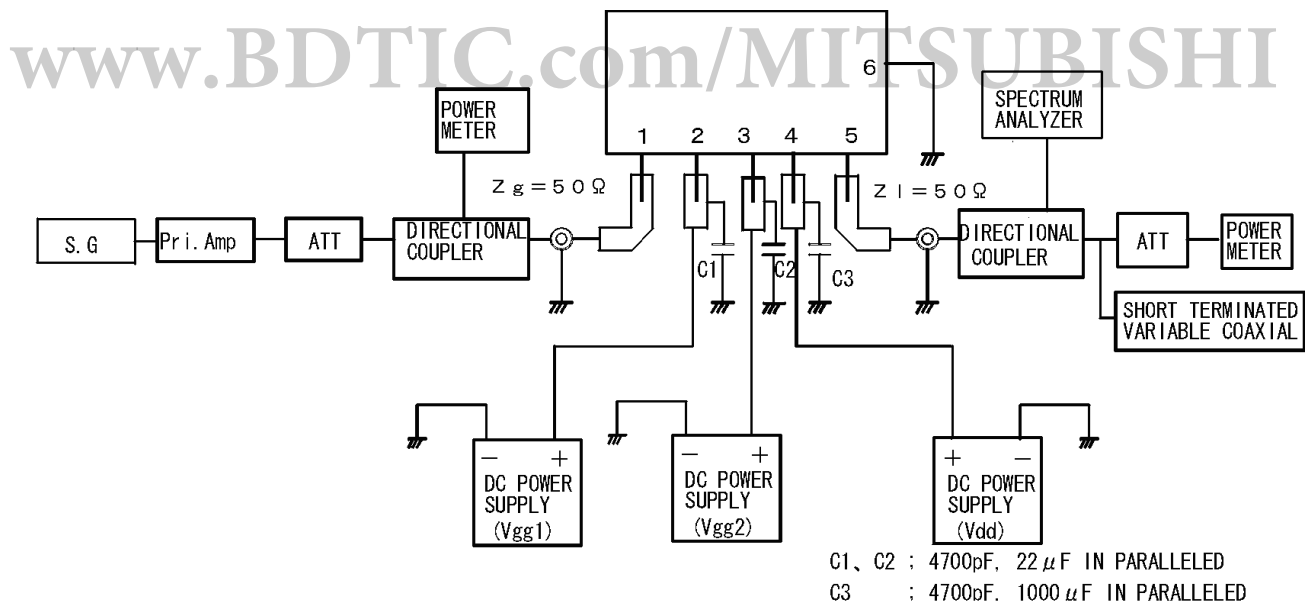 www.BDTIC.com/MITSUBISHI
6
POWER
METER
SPECTRUM
ANALYZER
1
2
3
4
5
Zg=50Ω
Zl=50Ω
S.G
Pri.Amp
ATT
DIRECTIONAL
COUPLER
C1
C2
C3
DIRECTIONAL
COUPLER
ATT
POWER
METER
SHORT TERMINATED
VARIABLE COAXIAL
− +
DC POWER
SUPPLY
(Vgg1)
− +
DC POWER
SUPPLY
(Vgg2)
+ −
DC POWER
SUPPLY
(Vdd)
C1、C2 ; 4700pF, 22μF IN PARALLELED
C3 ; 4700pF, 1000μF IN PARALLELED